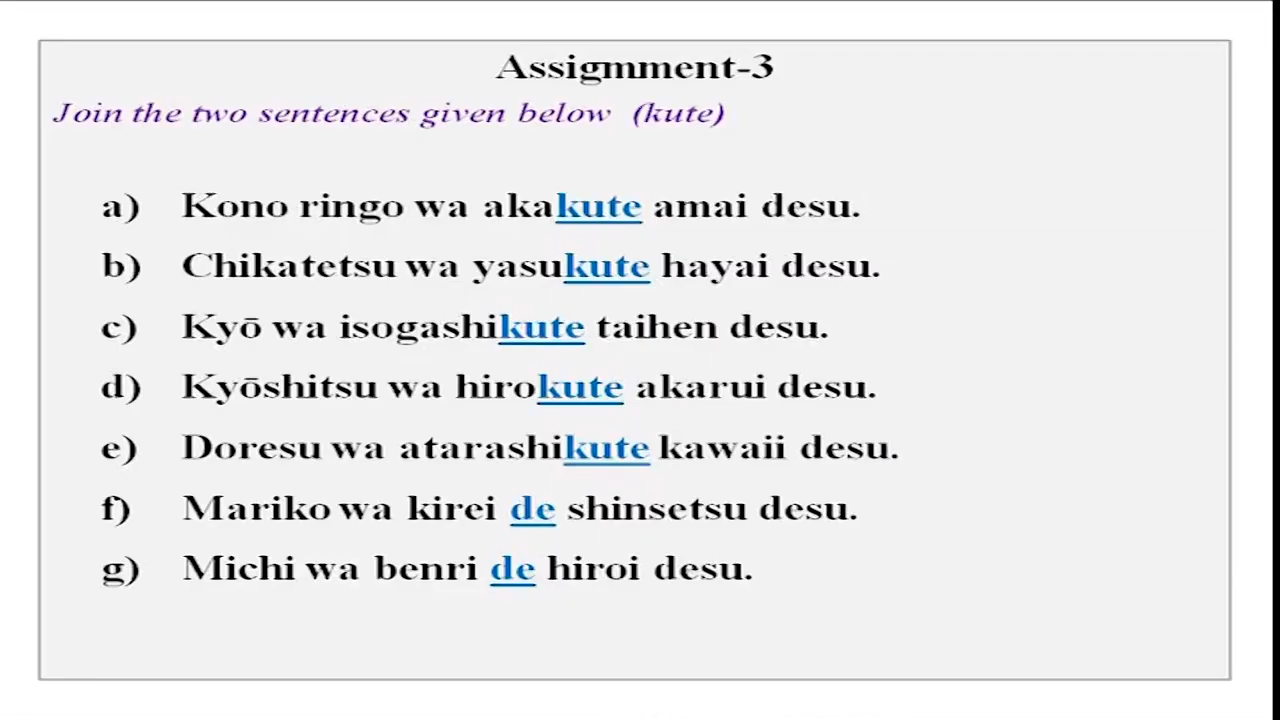 Assigmment-3
Join the two sentences given below (kute)
a) Kono ringo wa akakute amai desu.
b) Chikatetsu wa yasukute hayai desu.
c) Kyō wa isogashikute taihen desu.
d) Kyōshitsu wa hirokute akarui desu.
e) Doresu wa atarashikute kawaii desu.
f) Mariko wa kirei de shinsetsu desu.
g) Michi wa benri de hiroi desu.